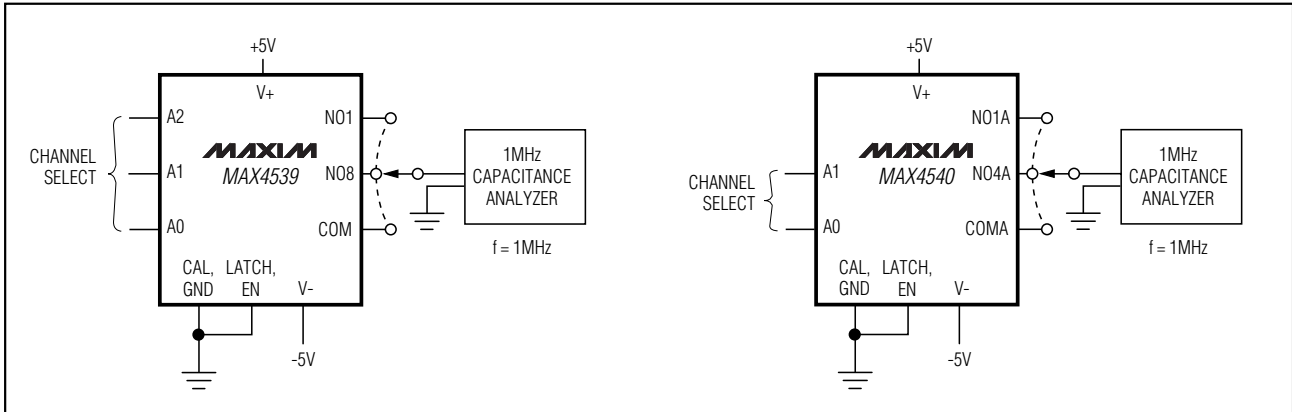 +5V
V+
A2
A1
A0
CHANNEL
SELECT
MAXIM
MAX4539
NO1
NO8
COM
CAL,
GND
LATCH,
EN
V-
-5V
1MHz
CAPACITANCE
ANALYZER
f = 1MHz
+5V
V+
A1
A0
CHANNEL
SELECT
MAXIM
MAX4540
NO1A
NO4A
COMA
CAL,
GND
LATCH,
EN
V-
-5V
1MHz
CAPACITANCE
ANALYZER
f = 1MHz